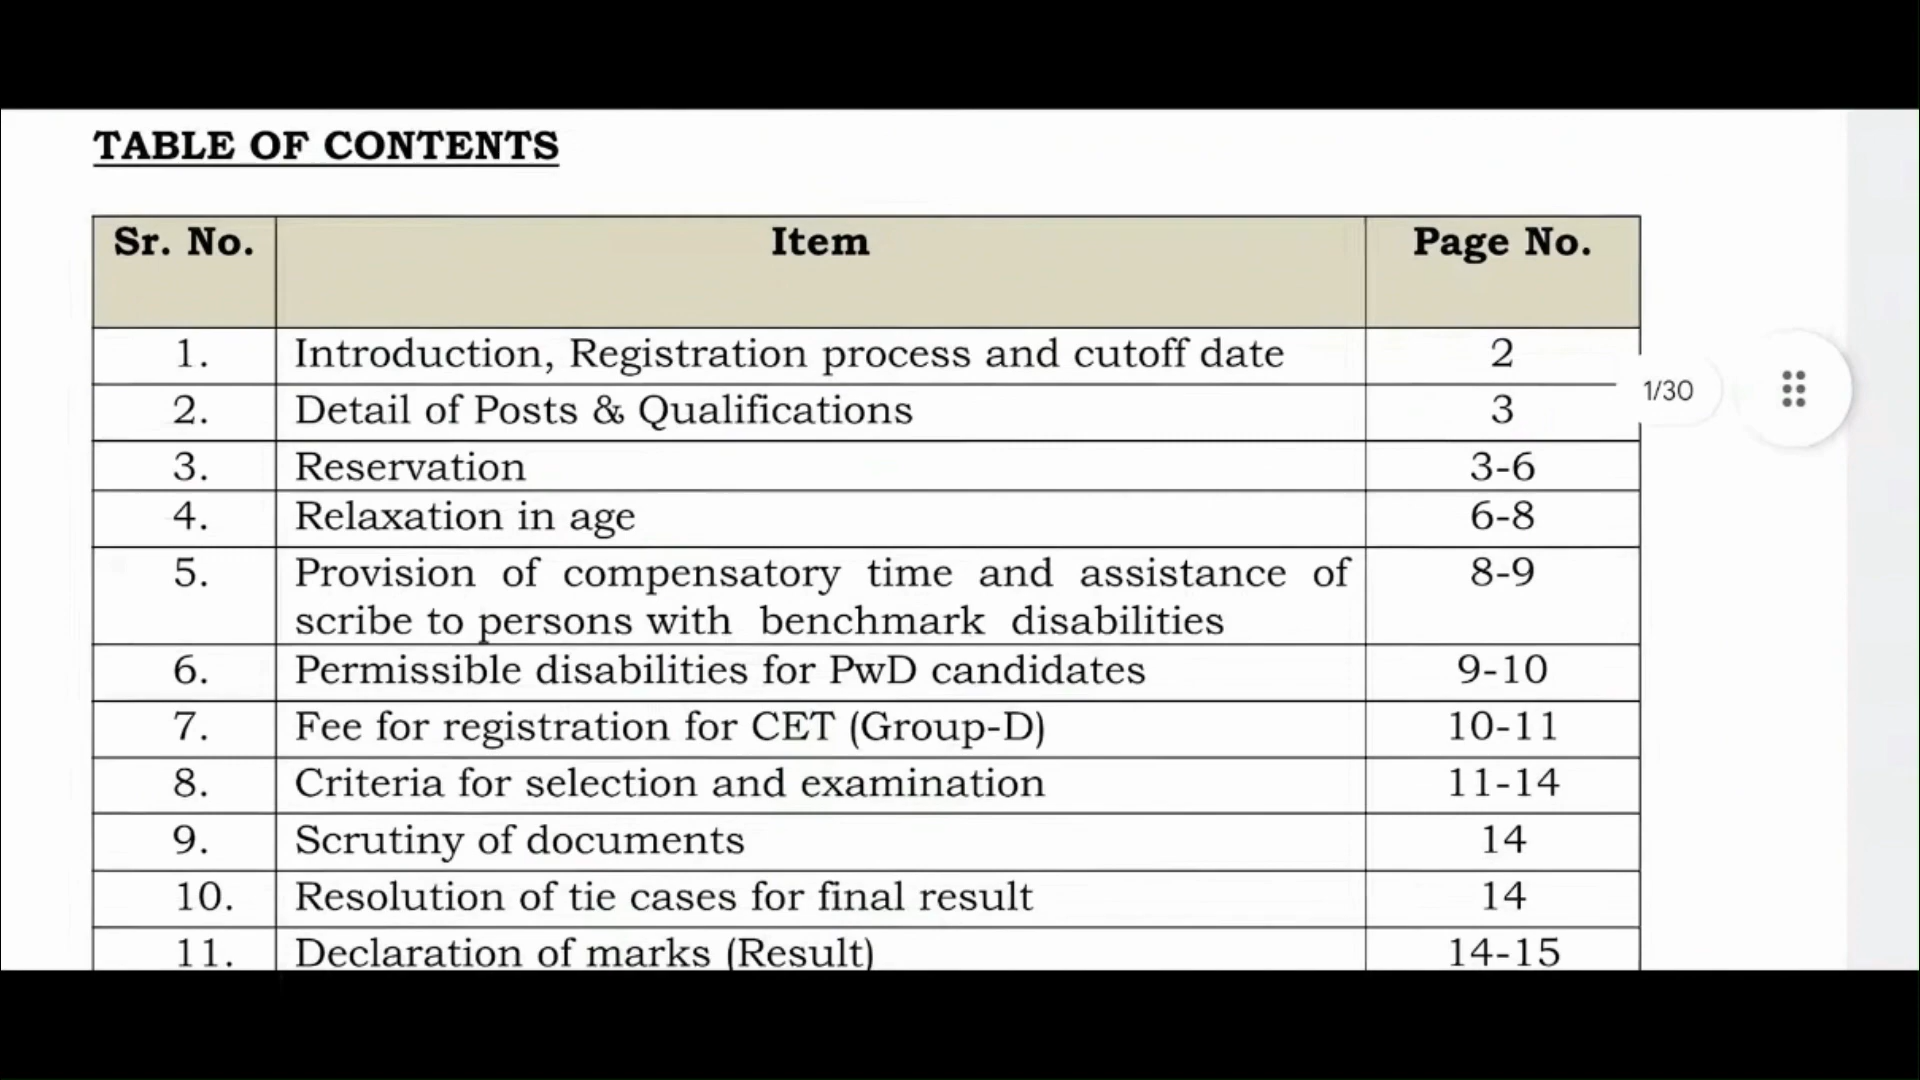 TABLE OF CONTENTS
Sr. No. Item Page No.
1. Introduction, Registration process and cutoff date 2
2. Detail of Posts & Qualifications 3
1/30
3. Reservation 3-6
4. Relaxation in age 6-8
5. Provision of compensatory time and assistance of 8-9
scribe to persons with benchmark disabilities
6. Permissible disabilities for PwD candidates 9-10
7. Fee for registration for CET (Group-D) 10-11
8. Criteria for selection and examination 11-14
9. Scrutiny of documents 14
10. Resolution of tie cases for final result 14
11. Declaration of marks (Result) 14-15